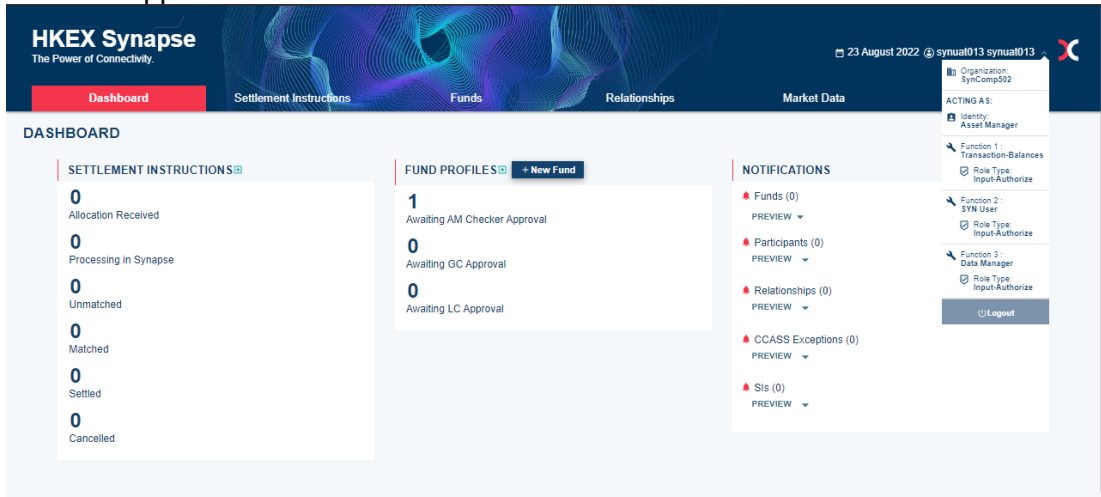 HKEX Synapse
The Power of Connectivity.
23 August 2022 synuat013 synuat013
Dashboard
Settlement Instructions
Funds
Relationships
Market Data
Organization:
SynComp502
ACTING AS:
Identity:
Asset Manager
Function 1 :
Transaction-Balances
Role Type:
Input-Authorize
Function 2 :
SYN User
Role Type:
Input-Authorize
Function 3 :
Data Manager
Role Type:
Input-Authorize
Logout
DASHBOARD
SETTLEMENT INSTRUCTIONS
0
Allocation Received
0
Processing in Synapse
0
Unmatched
0
Matched
0
Settled
0
Cancelled
FUND PROFILES
+ New Fund
1
Awaiting AM Checker Approval
0
Awaiting GC Approval
0
Awaiting LC Approval
NOTIFICATIONS
Funds (0)
PREVIEW
Participants (0)
PREVIEW
Relationships (0)
PREVIEW
CCASS Exceptions (0)
PREVIEW
SIs (0)
PREVIEW